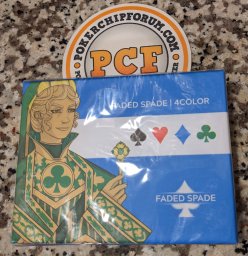 POKERCHIPFORUM.COM
PCF
FADED SPADE | 4COLOR
FADED SPADE